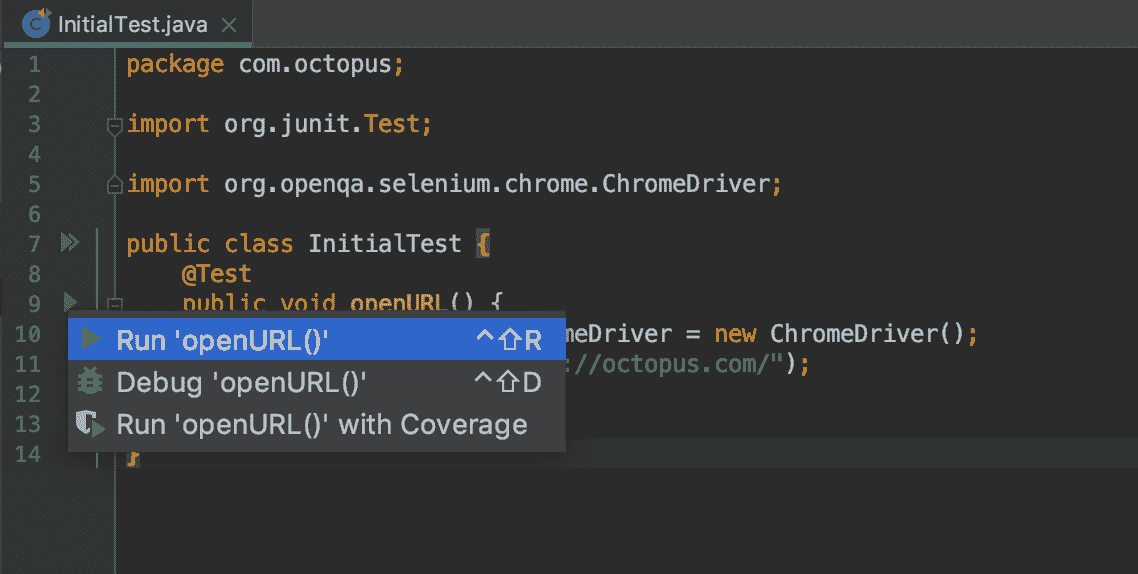 InitialTest.java
1 package com.octopus;
2
3 import org.junit.Test;
4
5 import org.openqa.selenium.chrome.ChromeDriver;
6
7 public class InitialTest {
8 @Test
9 public void openURL() {
10 meDriver = new ChromeDriver();
11 ://octopus.com/");
12
13
14 }
Run 'openURL()' ^⇧R
Debug 'openURL()' ^⇧D
Run 'openURL()' with Coverage